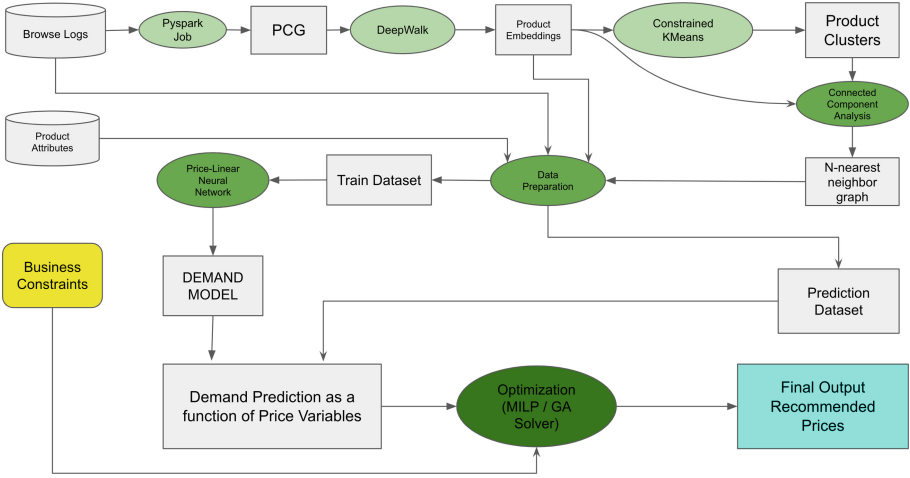 Browse Logs
Pyspark
Job
PCG
DeepWalk
Product
Embeddings
Constrained
KMeans
Product
Clusters
Connected
Component
Analysis
Product
Attributes
Price-Linear
Neural
Network
Train Dataset
Data
Preparation
N-nearest
neighbor
graph
Business
Constraints
DEMAND
MODEL
Prediction
Dataset
Demand Prediction as a
function of Price Variables
Optimization
(MILP / GA
Solver)
Final Output
Recommended
Prices